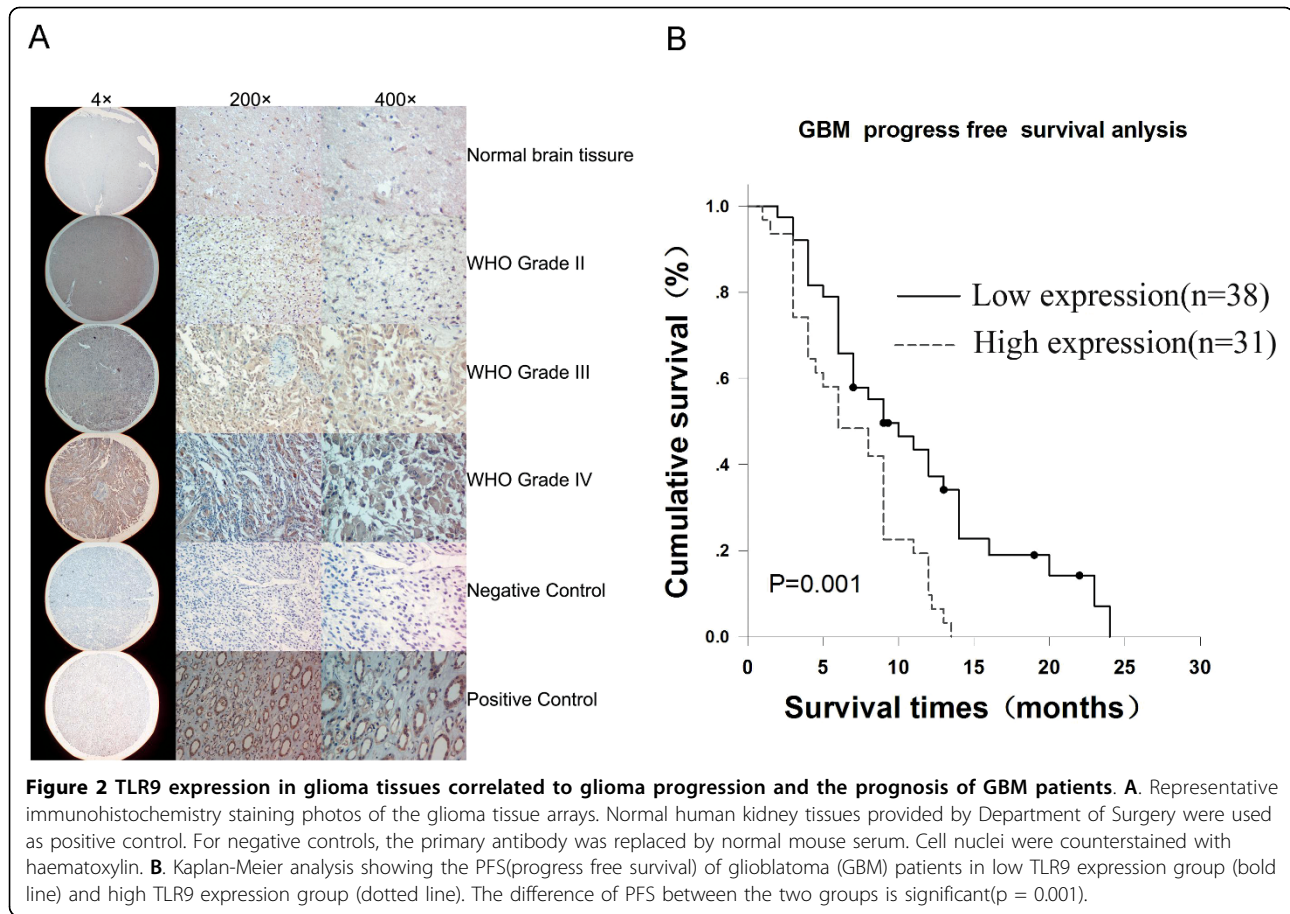 A
4× 200× 400×
Normal brain tissure
WHO Grade II
WHO Grade III
WHO Grade IV
Negative Control
Positive Control
B
GBM progress free survival anlysis
Cumulative survival (%)
1.0
.8
.6
.4
.2
0.0
Low expression(n=38)
High expression(n=31)
P=0.001
0 5 10 15 20 25 30
Survival times (months)
Figure 2 TLR9 expression in glioma tissues correlated to glioma progression and the prognosis of GBM patients. A. Representative
immunohistochemistry staining photos of the glioma tissue arrays. Normal human kidney tissues provided by Department of Surgery were used
as positive control. For negative controls, the primary antibody was replaced by normal mouse serum. Cell nuclei were counterstained with
haematoxylin. B. Kaplan-Meier analysis showing the PFS(progress free survival) of glioblatoma (GBM) patients in low TLR9 expression group (bold
line) and high TLR9 expression group (dotted line). The difference of PFS between the two groups is significant(p = 0.001).